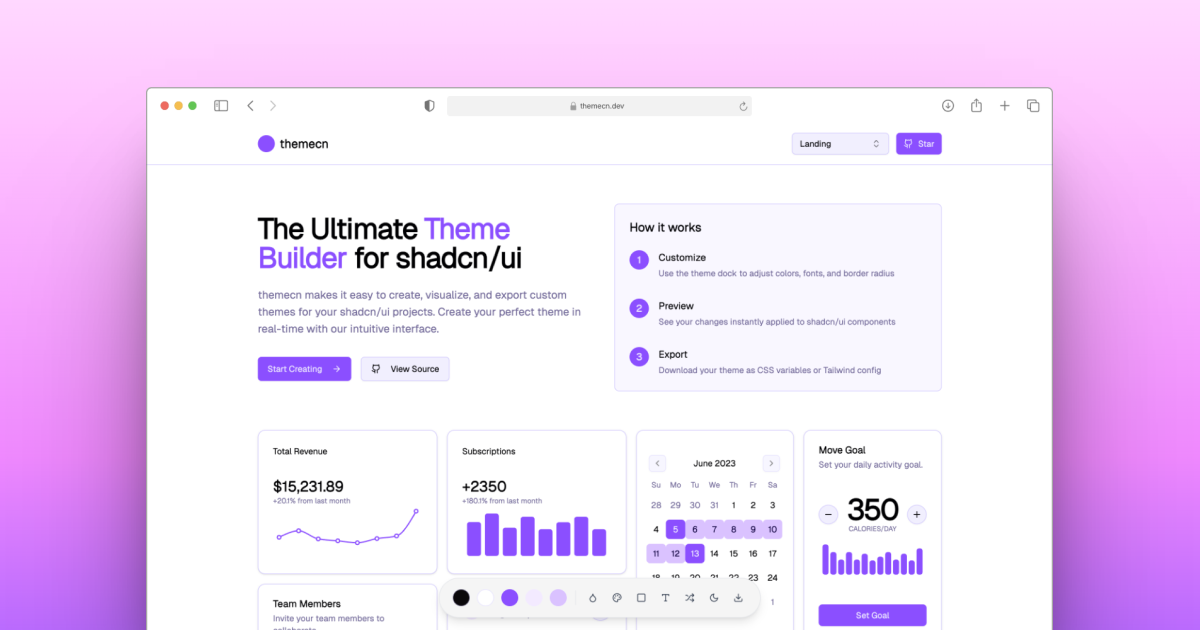 themecn.dev
themecn
Landing
Star
The Ultimate Theme
Builder for shadcn/ui
themecn makes it easy to create, visualize, and export custom
themes for your shadcn/ui projects. Create your perfect theme in
real-time with our intuitive interface.
Start Creating
View Source
How it works
1
Customize
Use the theme dock to adjust colors, fonts, and border radius
2
Preview
See your changes instantly applied to shadcn/ui components
3
Export
Download your theme as CSS variables or Tailwind config
Total Revenue
$15,231.89
+20.1% from last month
Subscriptions
+2350
+180.1% from last month
June 2023
Su Mo Tu We Th Fr Sa
28 29 30 31 1 2 3
4 5 6 7 8 9 10
11 12 13 14 15 16 17
18 19 20 21 22 23 24
1
Move Goal
Set your daily activity goal.
350
CALORIES/DAY
Set Goal
Team Members
Invite your team members to
collaborate.